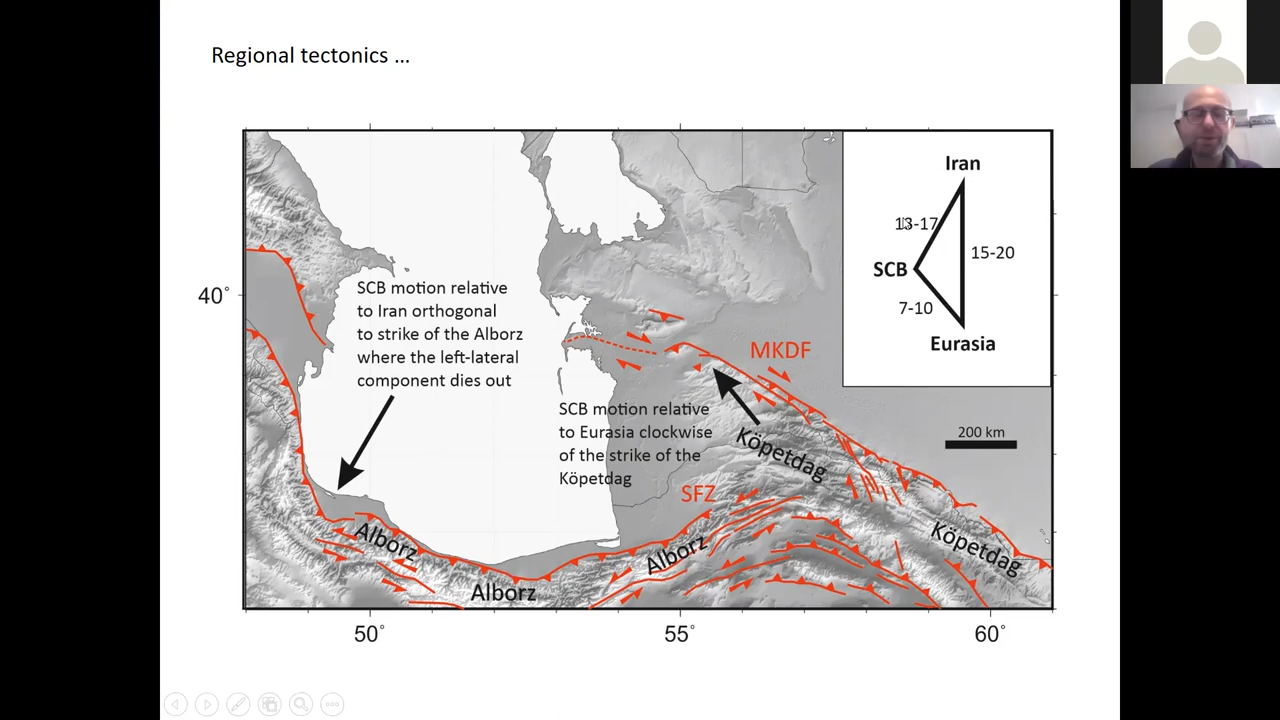 Regional tectonics ...
Iran
13-17
15-20
SCB
7-10
Eurasia
40°
SCB motion relative
to Iran orthogonal
to strike of the Alborz
where the left-lateral
component dies out
MKDF
SCB motion relative
to Eurasia clockwise
of the strike of the
Köpetdag
Köpetdag
200 km
SFZ
Alborz
Alborz
Alborz
Köpetdag
50°
55°
60°